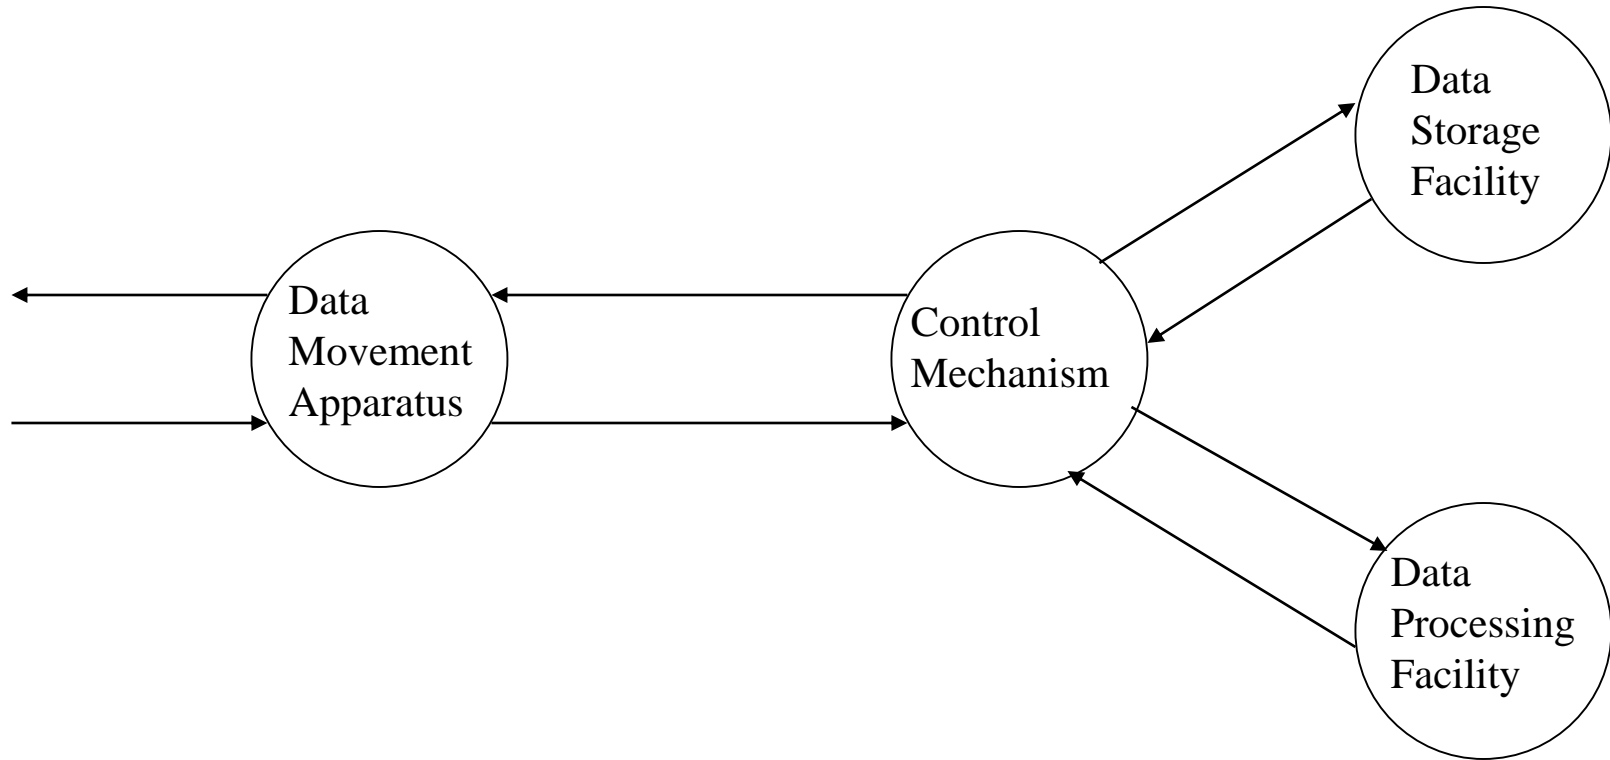 Data
Movement
Apparatus
Control
Mechanism
Data
Storage
Facility
Data
Processing
Facility